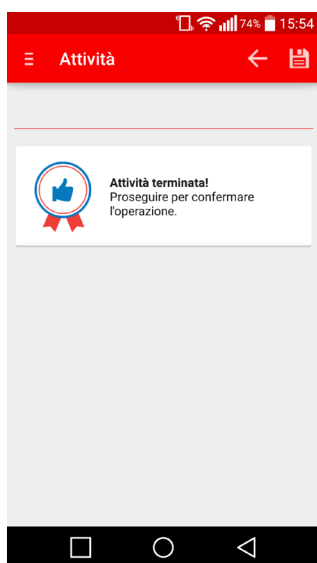 74% 15:54
Attività
Attività terminata!
Proseguire per confermare
l'operazione.